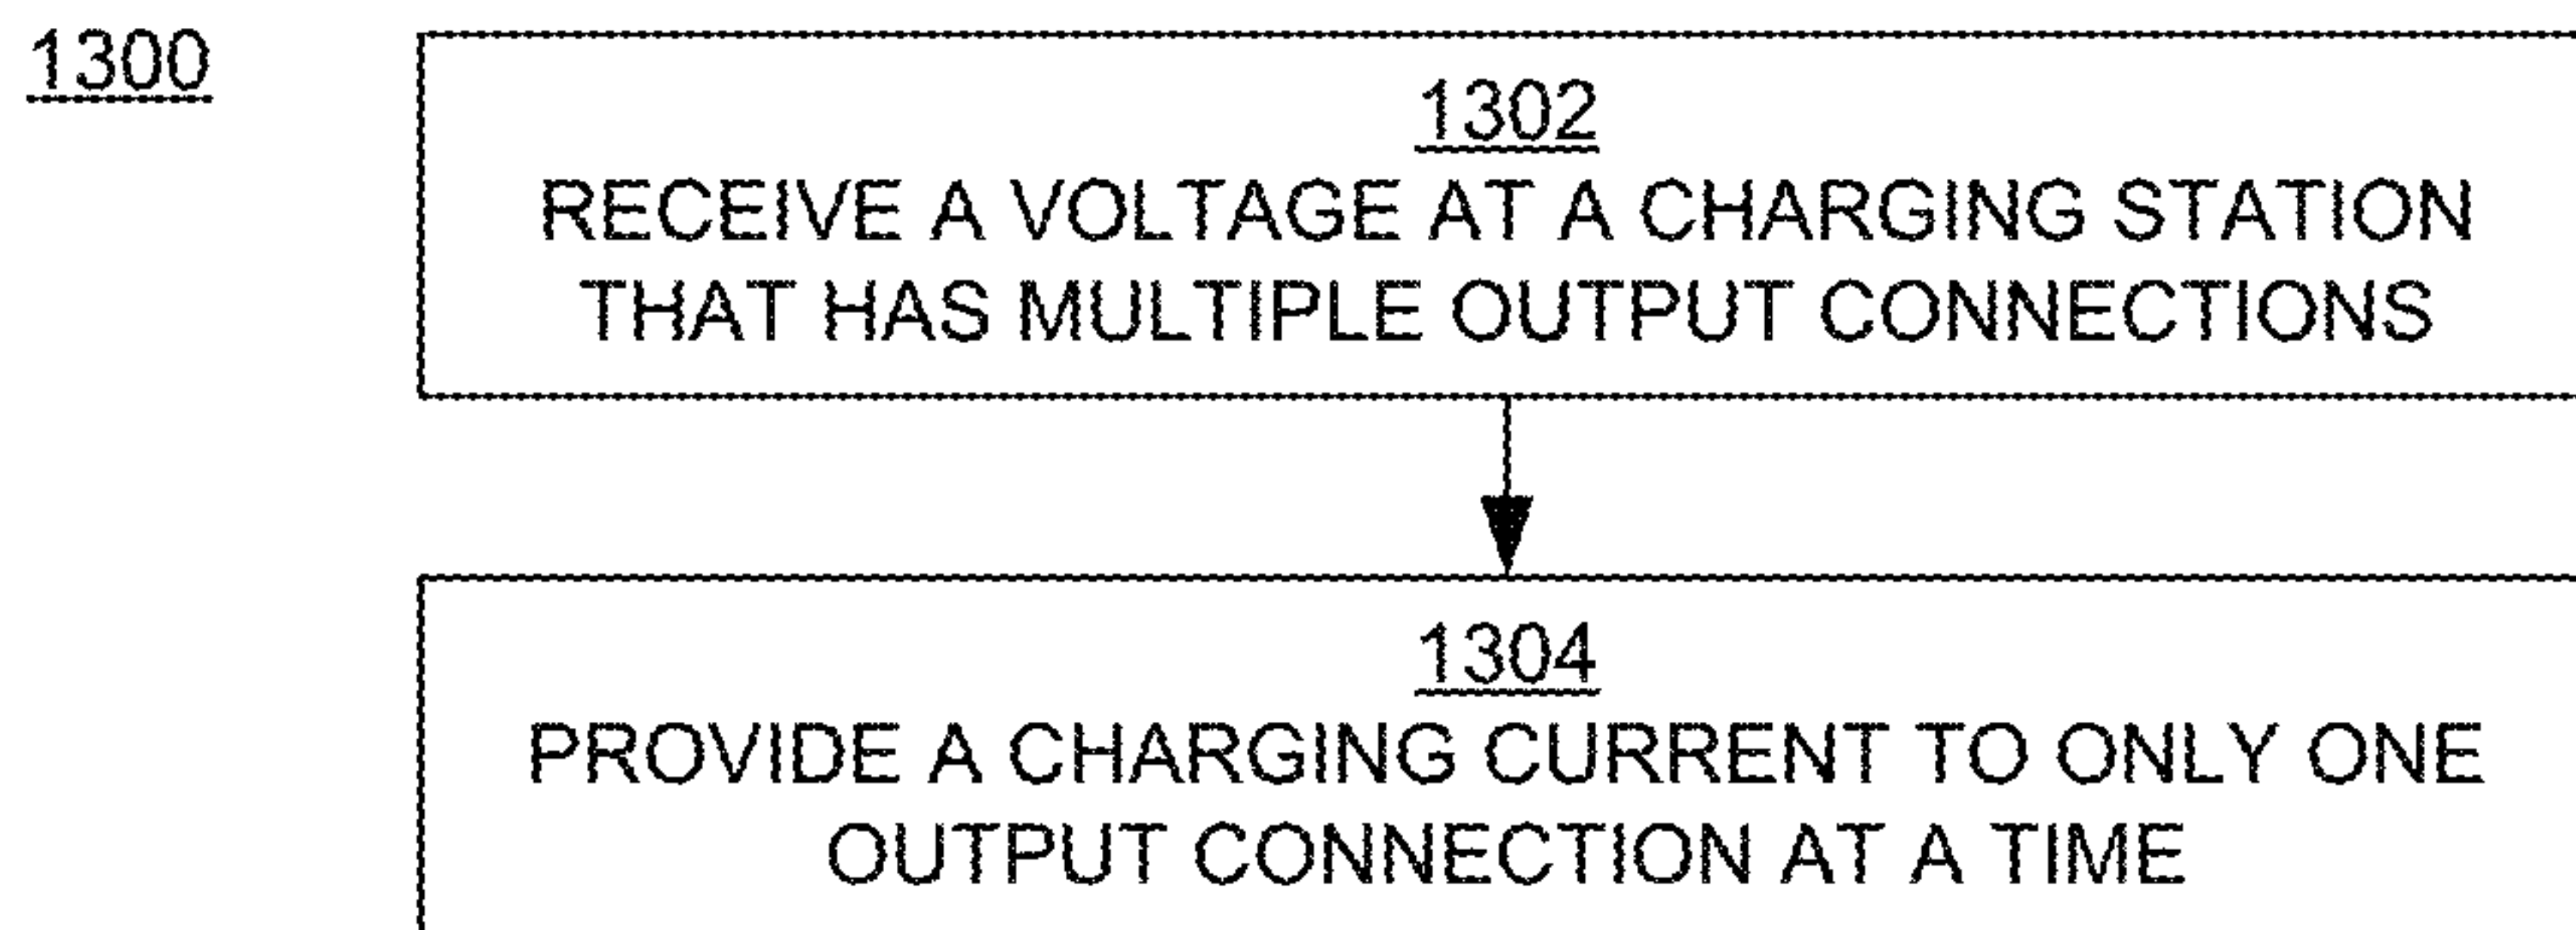 1300
1302
RECEIVE A VOLTAGE AT A CHARGING STATION
THAT HAS MULTIPLE OUTPUT CONNECTIONS
1304
PROVIDE A CHARGING CURRENT TO ONLY ONE
OUTPUT CONNECTION AT A TIME